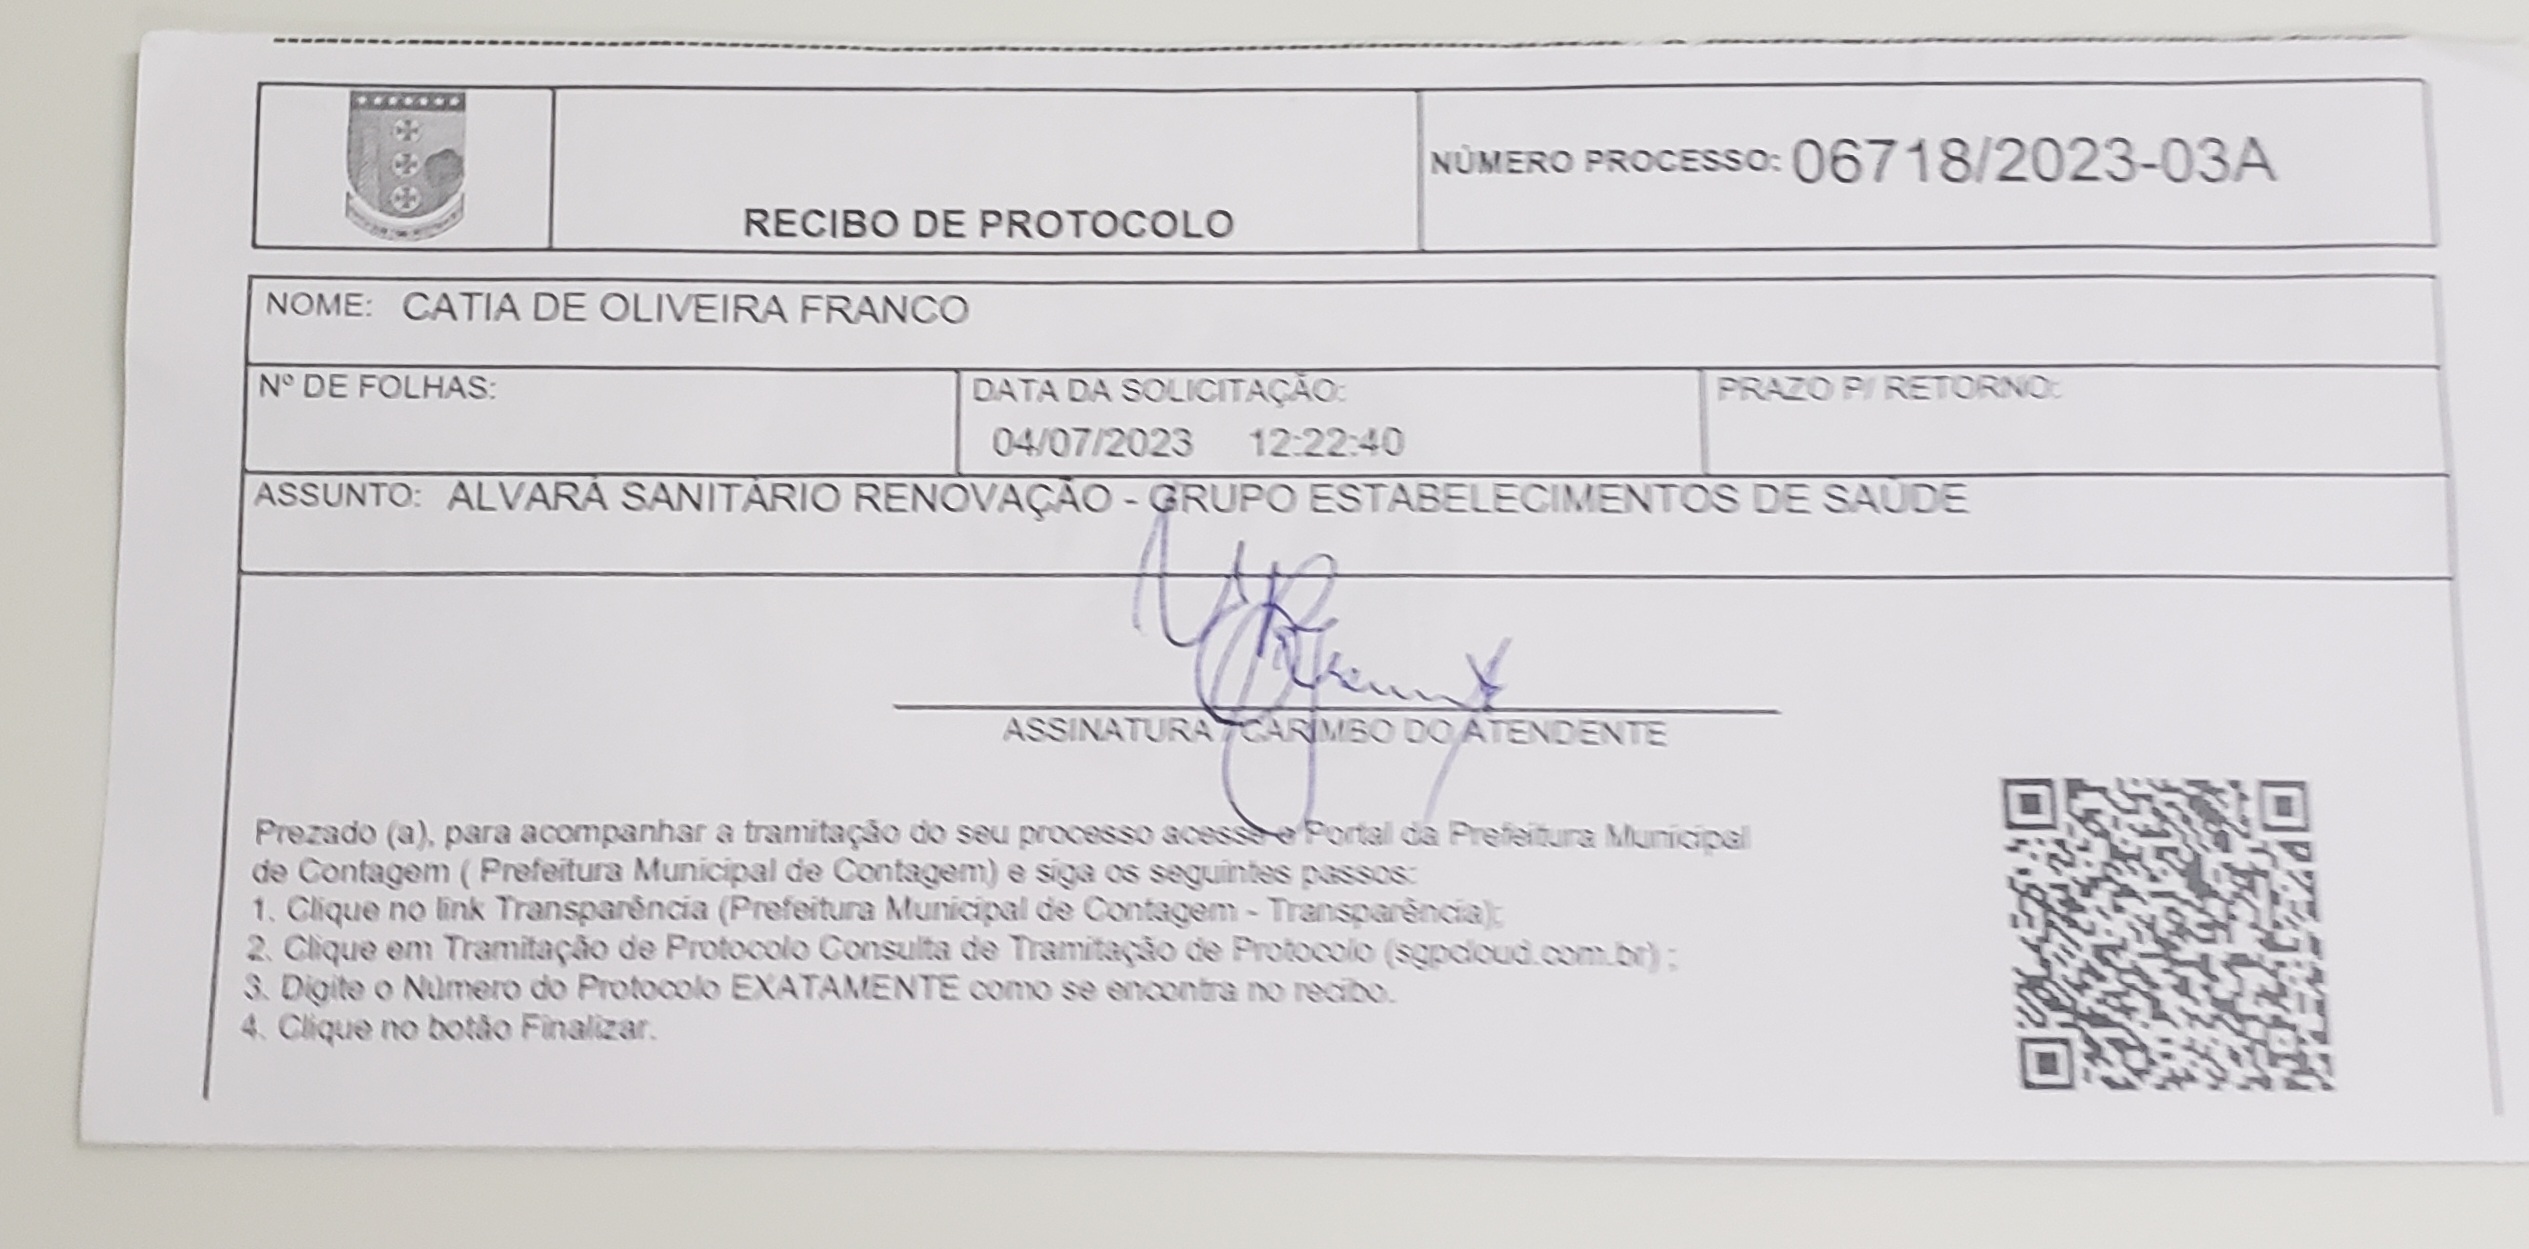 NÚMERO PROCESSO: 06718/2023-03A
RECIBO DE PROTOCOLO
NOME: CATIA DE OLIVEIRA FRANCO
Nº DE FOLHAS:
DATA DA SOLICITAÇÃO:
PRAZO P/ RETORNO:
04/07/2023 12:22:40
ASSUNTO: ALVARÁ SANITÁRIO RENOVAÇÃO - GRUPO ESTABELECIMENTOS DE SAÚDE
ASSINATURA / CARIMBO DO ATENDENTE
Prezado (a), para acompanhar a tramitação do seu processo acesse o Portal da Prefeitura Municipal
de Contagem ( Prefeitura Municipal de Contagem) e siga os seguintes passos:
1. Clique no link Transparência (Prefeitura Municipal de Contagem - Transparência);
2. Clique em Tramitação de Protocolo Consulta de Tramitação de Protocolo (sgpcloud.com.br) ;
3. Digite o Número do Protocolo EXATAMENTE como se encontra no recibo.
4. Clique no botão Finalizar.